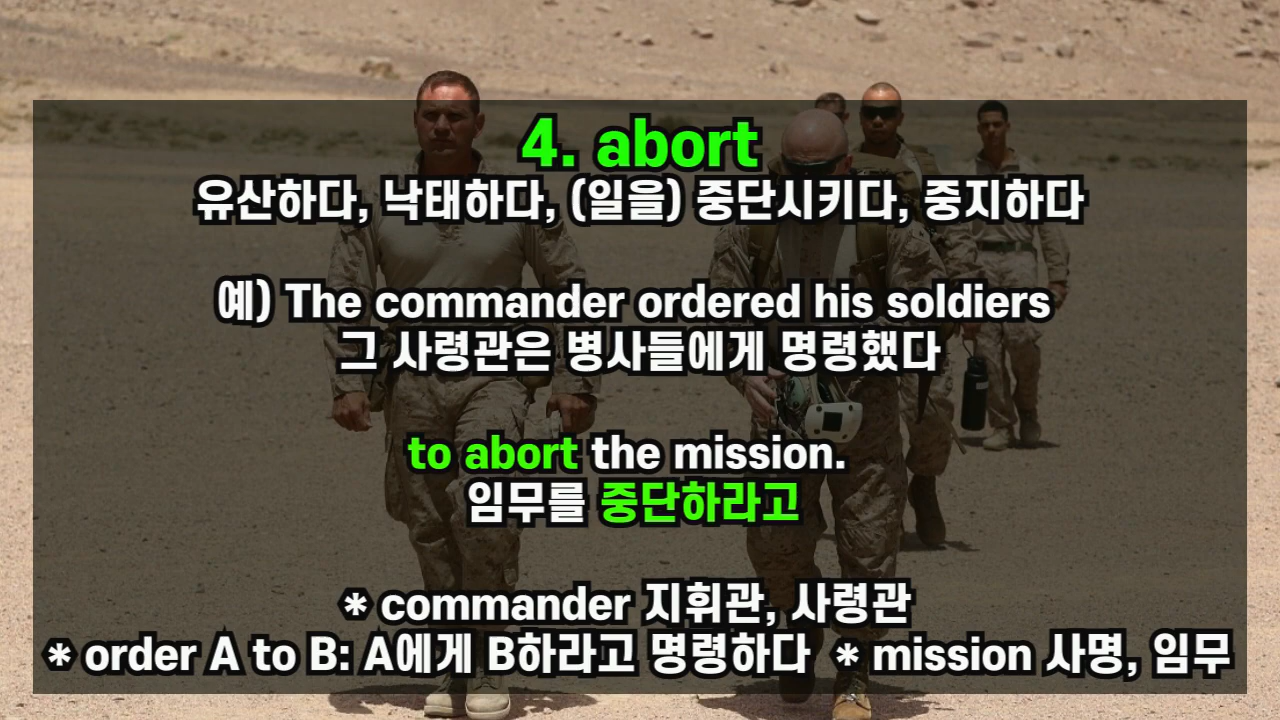 4. abort
유산하다, 낙태하다, (일을) 중단시키다, 중지하다
예) The commander ordered his soldiers
그 사령관은 병사들에게 명령했다
to abort the mission.
임무를 중단하라고
* commander 지휘관, 사령관
* order A to B: A에게 B하라고 명령하다 * mission 사명, 임무